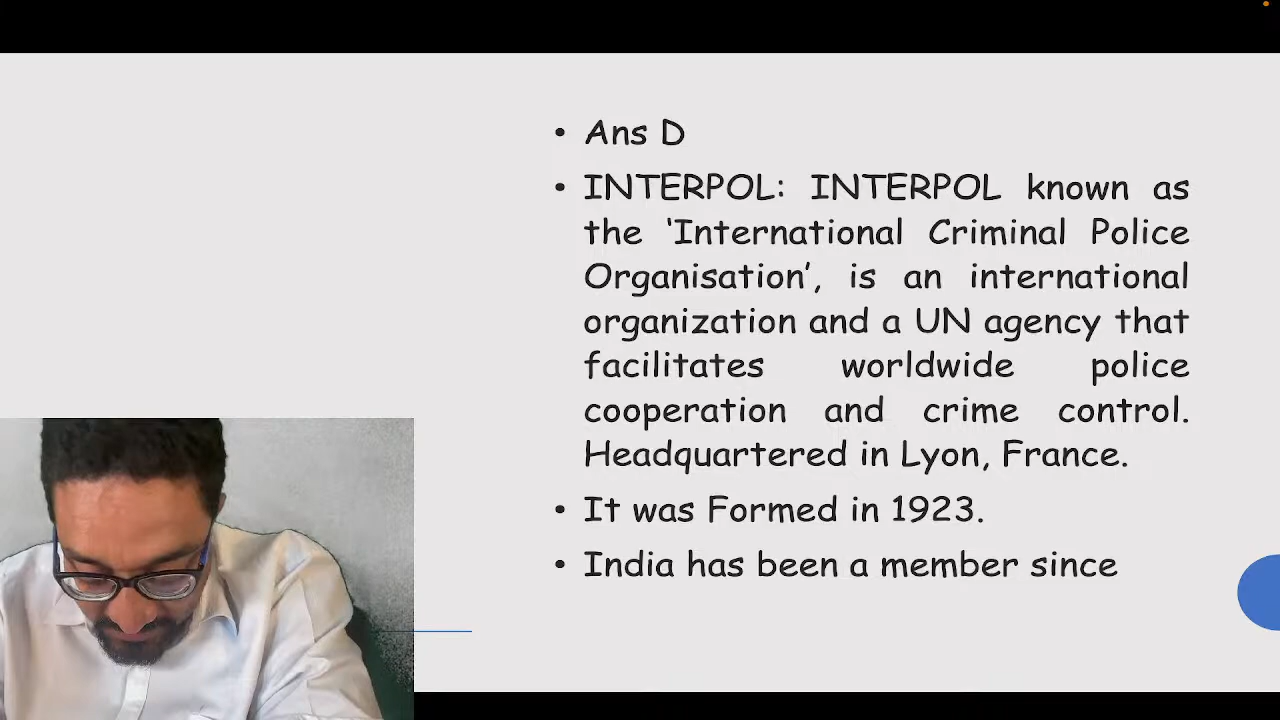 • Ans D
• INTERPOL: INTERPOL known as
the ‘International Criminal Police
Organisation’, is an international
organization and a UN agency that
facilitates worldwide police
cooperation and crime control.
Headquartered in Lyon, France.
• It was Formed in 1923.
• India has been a member since